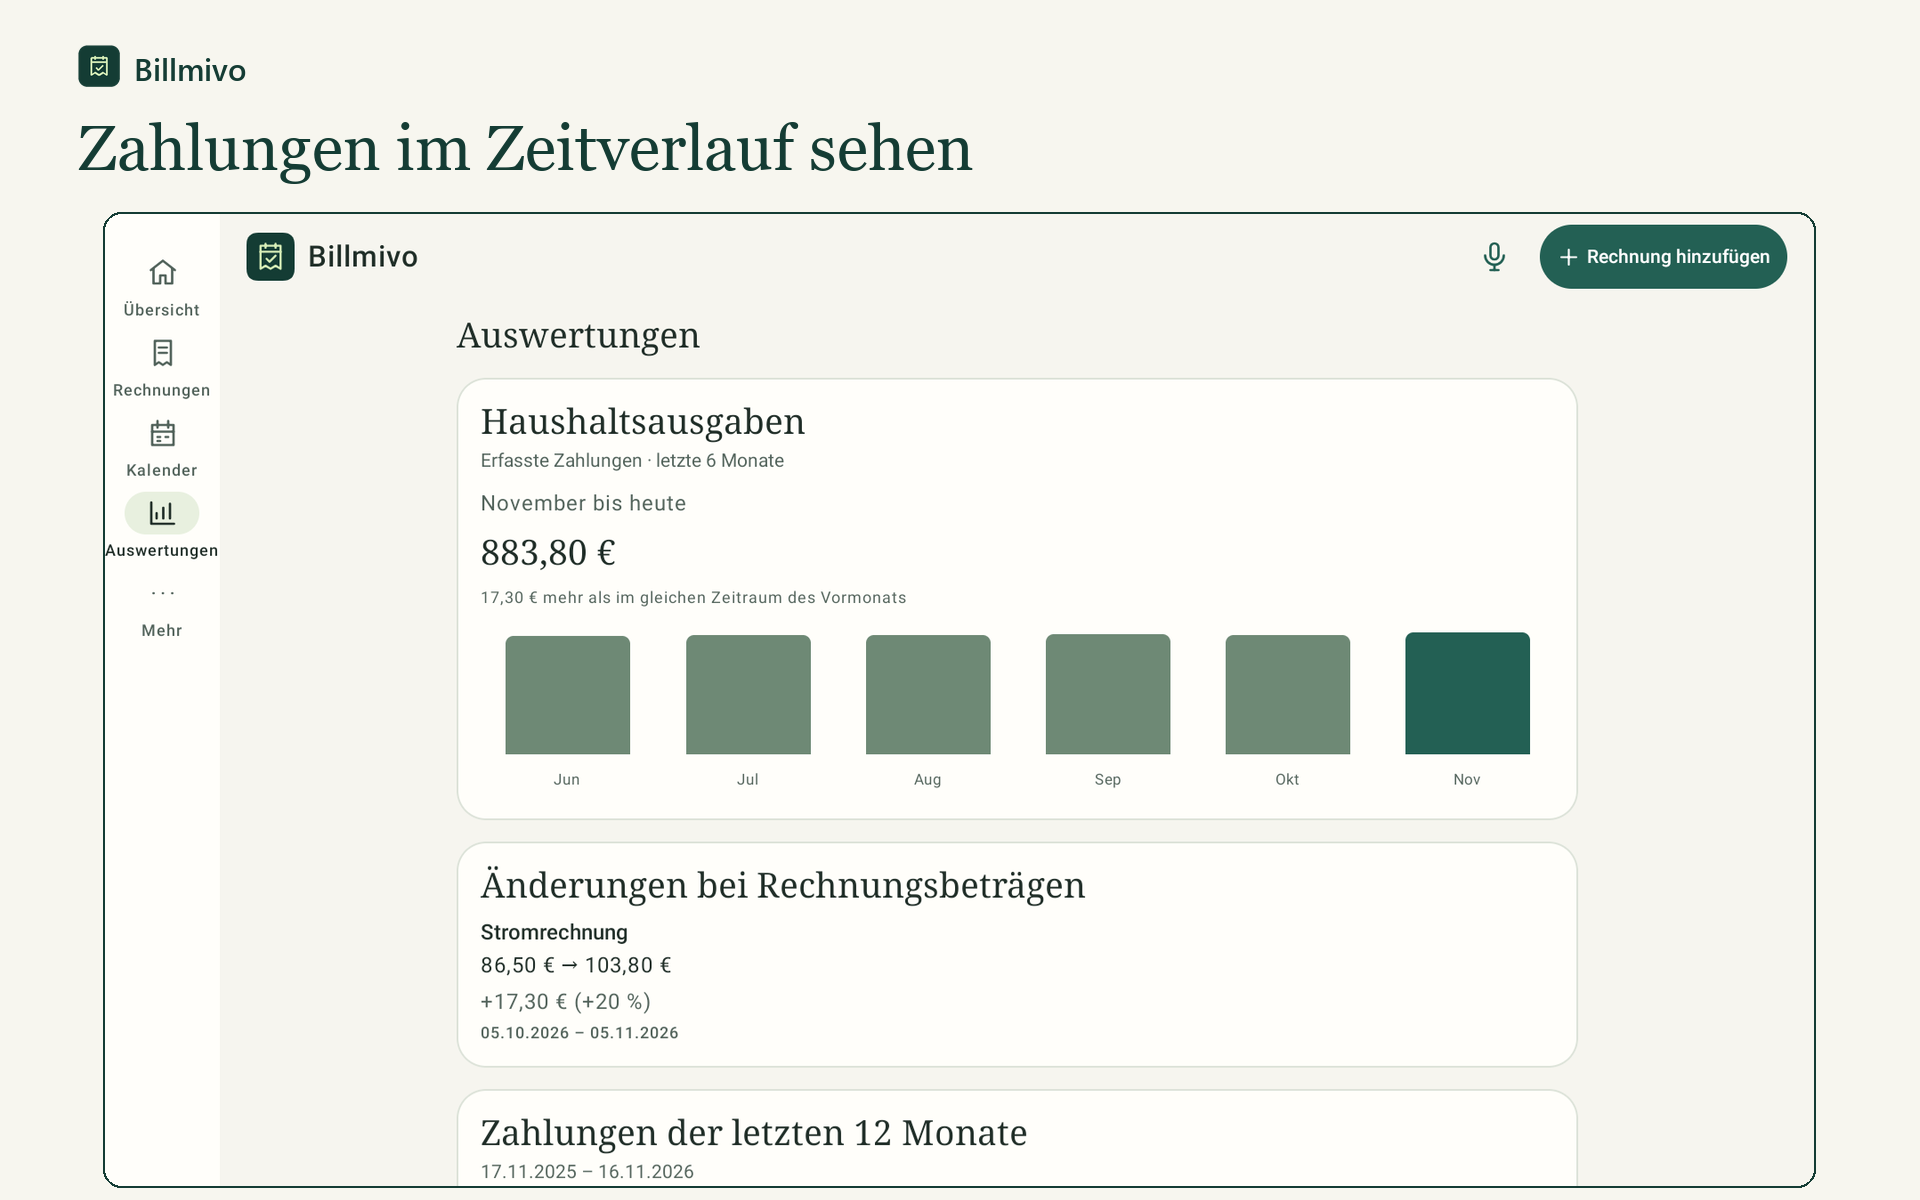 Billmivo
Zahlungen im Zeitverlauf sehen
Billmivo
Rechnung hinzufügen
Übersicht
Rechnungen
Kalender
Auswertungen
Mehr
Auswertungen
Haushaltsausgaben
Erfasste Zahlungen · letzte 6 Monate
November bis heute
883,80 €
17,30 € mehr als im gleichen Zeitraum des Vormonats
Jun Jul Aug Sep Okt Nov
Änderungen bei Rechnungsbeträgen
Stromrechnung
86,50 € → 103,80 €
+17,30 € (+20 %)
05.10.2026 – 05.11.2026
Zahlungen der letzten 12 Monate
17.11.2025 – 16.11.2026